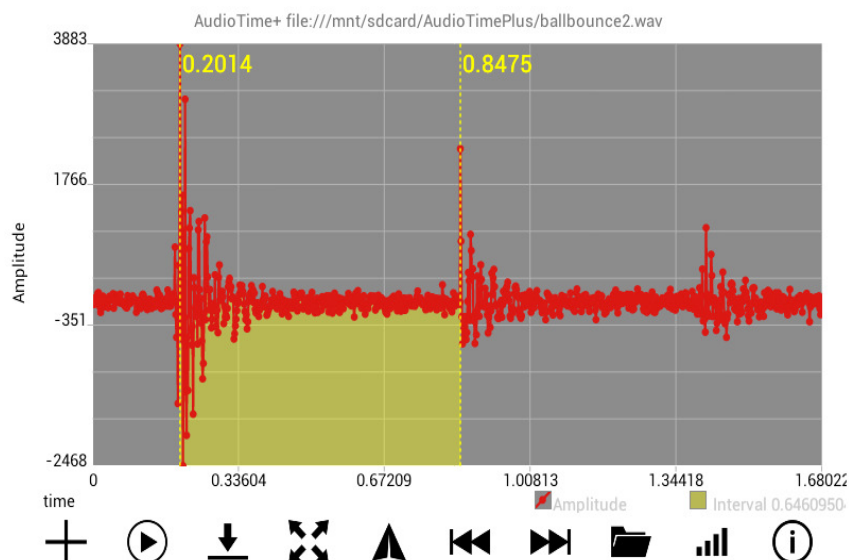 AudioTime+ file:///mnt/sdcard/AudioTimePlus/ballbounce2.wav
3883
0.2014
0.8475
1766
Amplitude
-351
-2468
0
0.33604
0.67209
1.00813
1.34418
1.68022
time
Amplitude
Interval 0.6460950